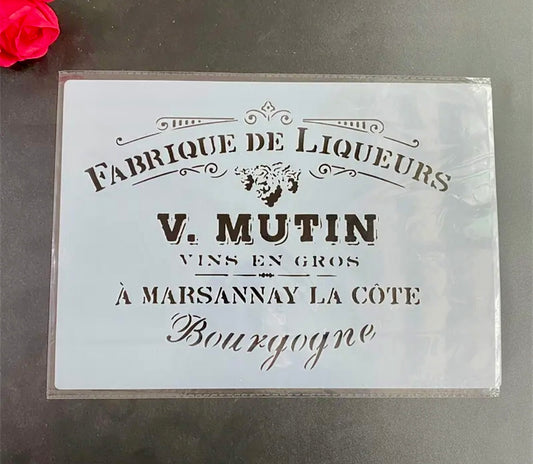 FABRIQUE DE LIQUEURS
V. MUTIN
VINS EN GROS
À MARSANNAY LA CÔTE
Bourgogne